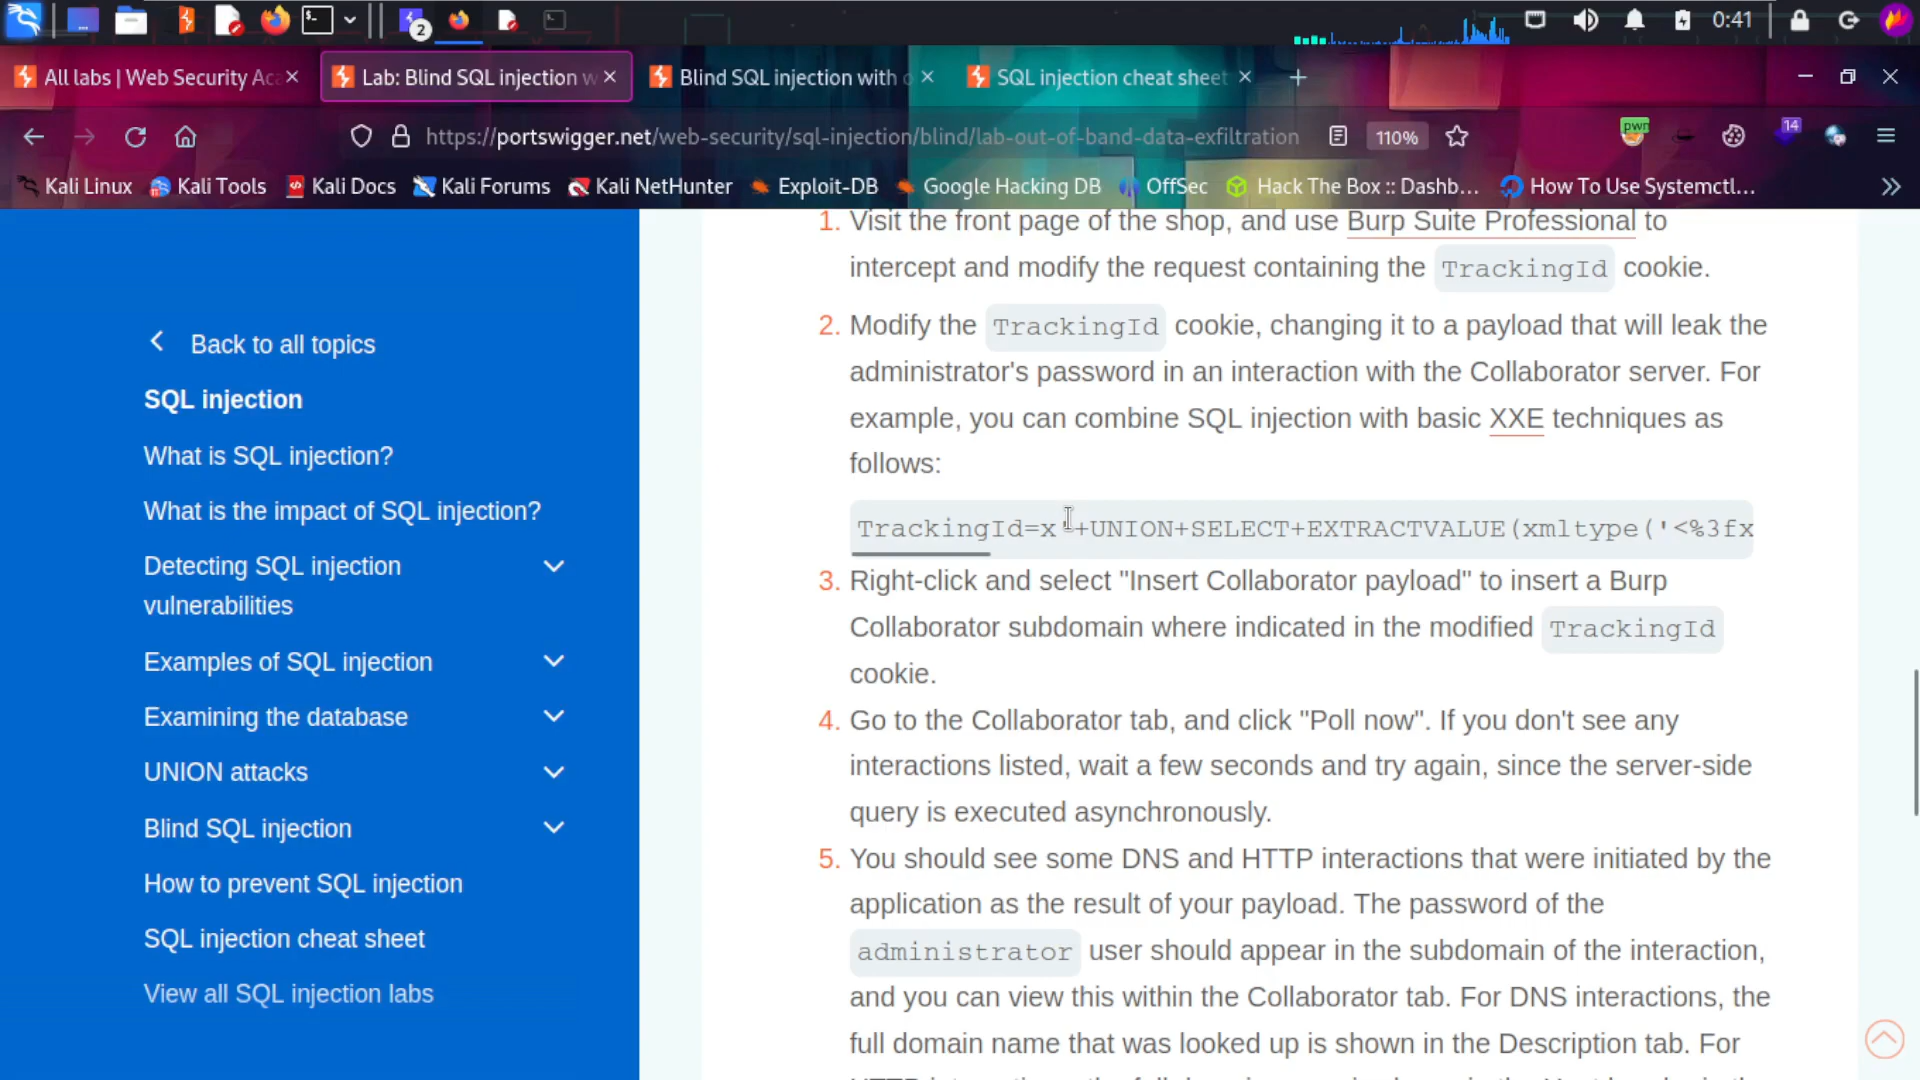 2
0:41
All labs | Web Security Ac
Lab: Blind SQL injection w
Blind SQL injection with o
SQL injection cheat sheet
https://portswigger.net/web-security/sql-injection/blind/lab-out-of-band-data-exfiltration
110%
pwn
14
Kali Linux
Kali Tools
Kali Docs
Kali Forums
Kali NetHunter
Exploit-DB
Google Hacking DB
OffSec
Hack The Box :: Dashb...
How To Use Systemctl...
Back to all topics
SQL injection
What is SQL injection?
What is the impact of SQL injection?
Detecting SQL injection
vulnerabilities
Examples of SQL injection
Examining the database
UNION attacks
Blind SQL injection
How to prevent SQL injection
SQL injection cheat sheet
View all SQL injection labs
1. Visit the front page of the shop, and use Burp Suite Professional to
intercept and modify the request containing the TrackingId cookie.
2. Modify the TrackingId cookie, changing it to a payload that will leak the
administrator's password in an interaction with the Collaborator server. For
example, you can combine SQL injection with basic XXE techniques as
follows:
TrackingId=x'+UNION+SELECT+EXTRACTVALUE(xmltype('<%3fx
3. Right-click and select "Insert Collaborator payload" to insert a Burp
Collaborator subdomain where indicated in the modified TrackingId
cookie.
4. Go to the Collaborator tab, and click "Poll now". If you don't see any
interactions listed, wait a few seconds and try again, since the server-side
query is executed asynchronously.
5. You should see some DNS and HTTP interactions that were initiated by the
application as the result of your payload. The password of the
administrator user should appear in the subdomain of the interaction,
and you can view this within the Collaborator tab. For DNS interactions, the
full domain name that was looked up is shown in the Description tab. For